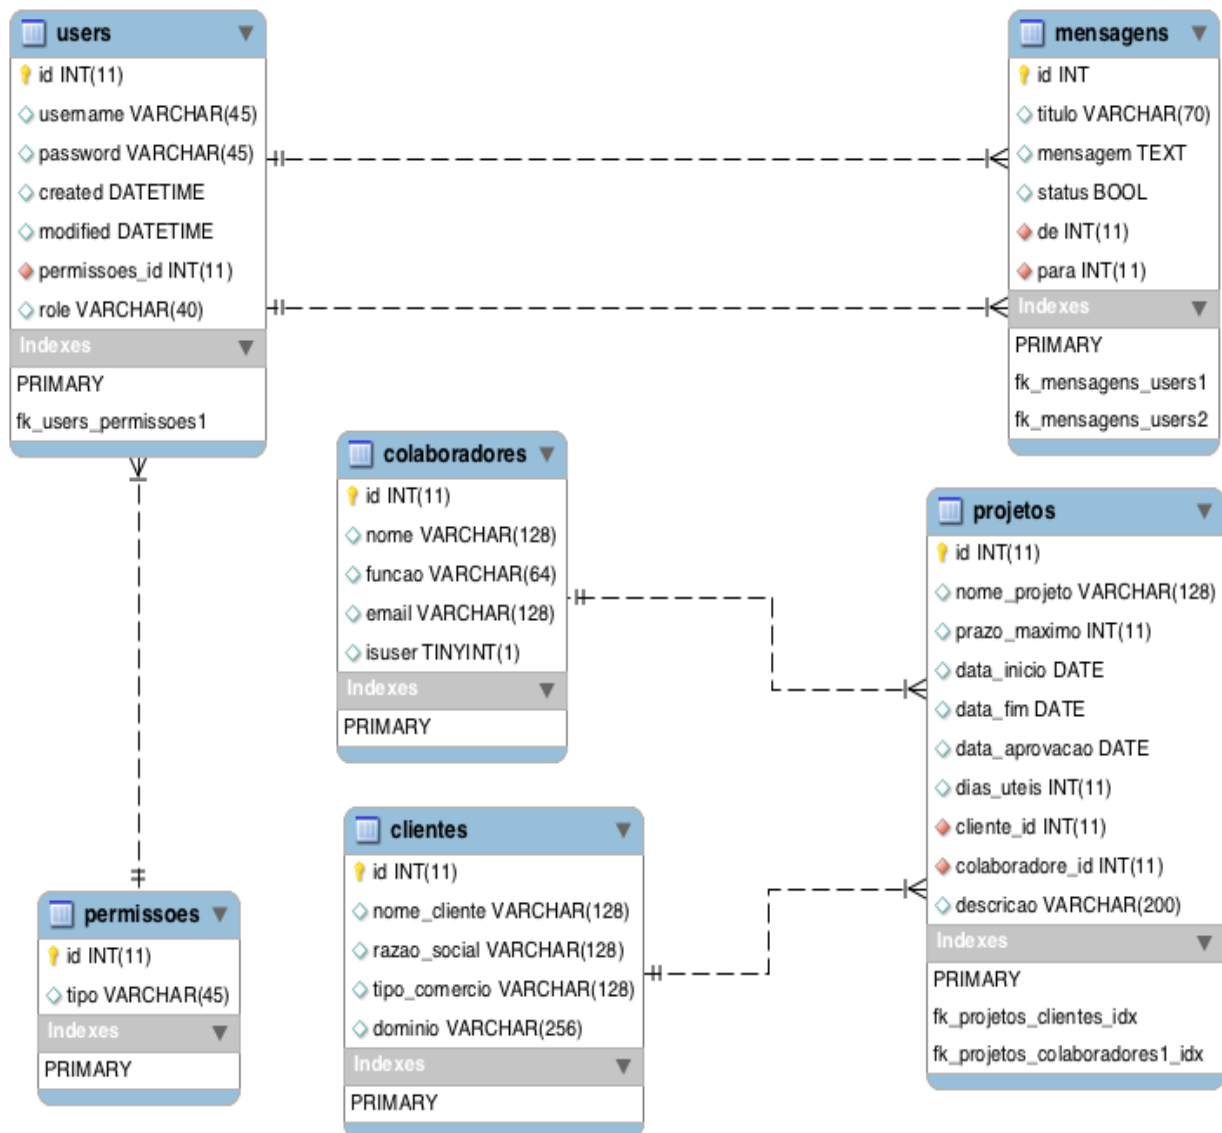 users
id INT(11)
username VARCHAR(45)
password VARCHAR(45)
created DATETIME
modified DATETIME
permissoes_id INT(11)
role VARCHAR(40)
Indexes
PRIMARY
fk_users_permissoes1
mensagens
id INT
titulo VARCHAR(70)
mensagem TEXT
status BOOL
de INT(11)
para INT(11)
Indexes
PRIMARY
fk_mensagens_users1
fk_mensagens_users2
colaboradores
id INT(11)
nome VARCHAR(128)
funcao VARCHAR(64)
email VARCHAR(128)
isuser TINYINT(1)
Indexes
PRIMARY
projetos
id INT(11)
nome_projeto VARCHAR(128)
prazo_maximo INT(11)
data_inicio DATE
data_fim DATE
data_aprovacao DATE
dias_uteis INT(11)
cliente_id INT(11)
colaboradore_id INT(11)
descricao VARCHAR(200)
Indexes
PRIMARY
fk_projetos_clientes_idx
fk_projetos_colaboradores1_idx
clientes
id INT(11)
nome_cliente VARCHAR(128)
razao_social VARCHAR(128)
tipo_comercio VARCHAR(128)
dominio VARCHAR(256)
Indexes
PRIMARY
permissoes
id INT(11)
tipo VARCHAR(45)
Indexes
PRIMARY